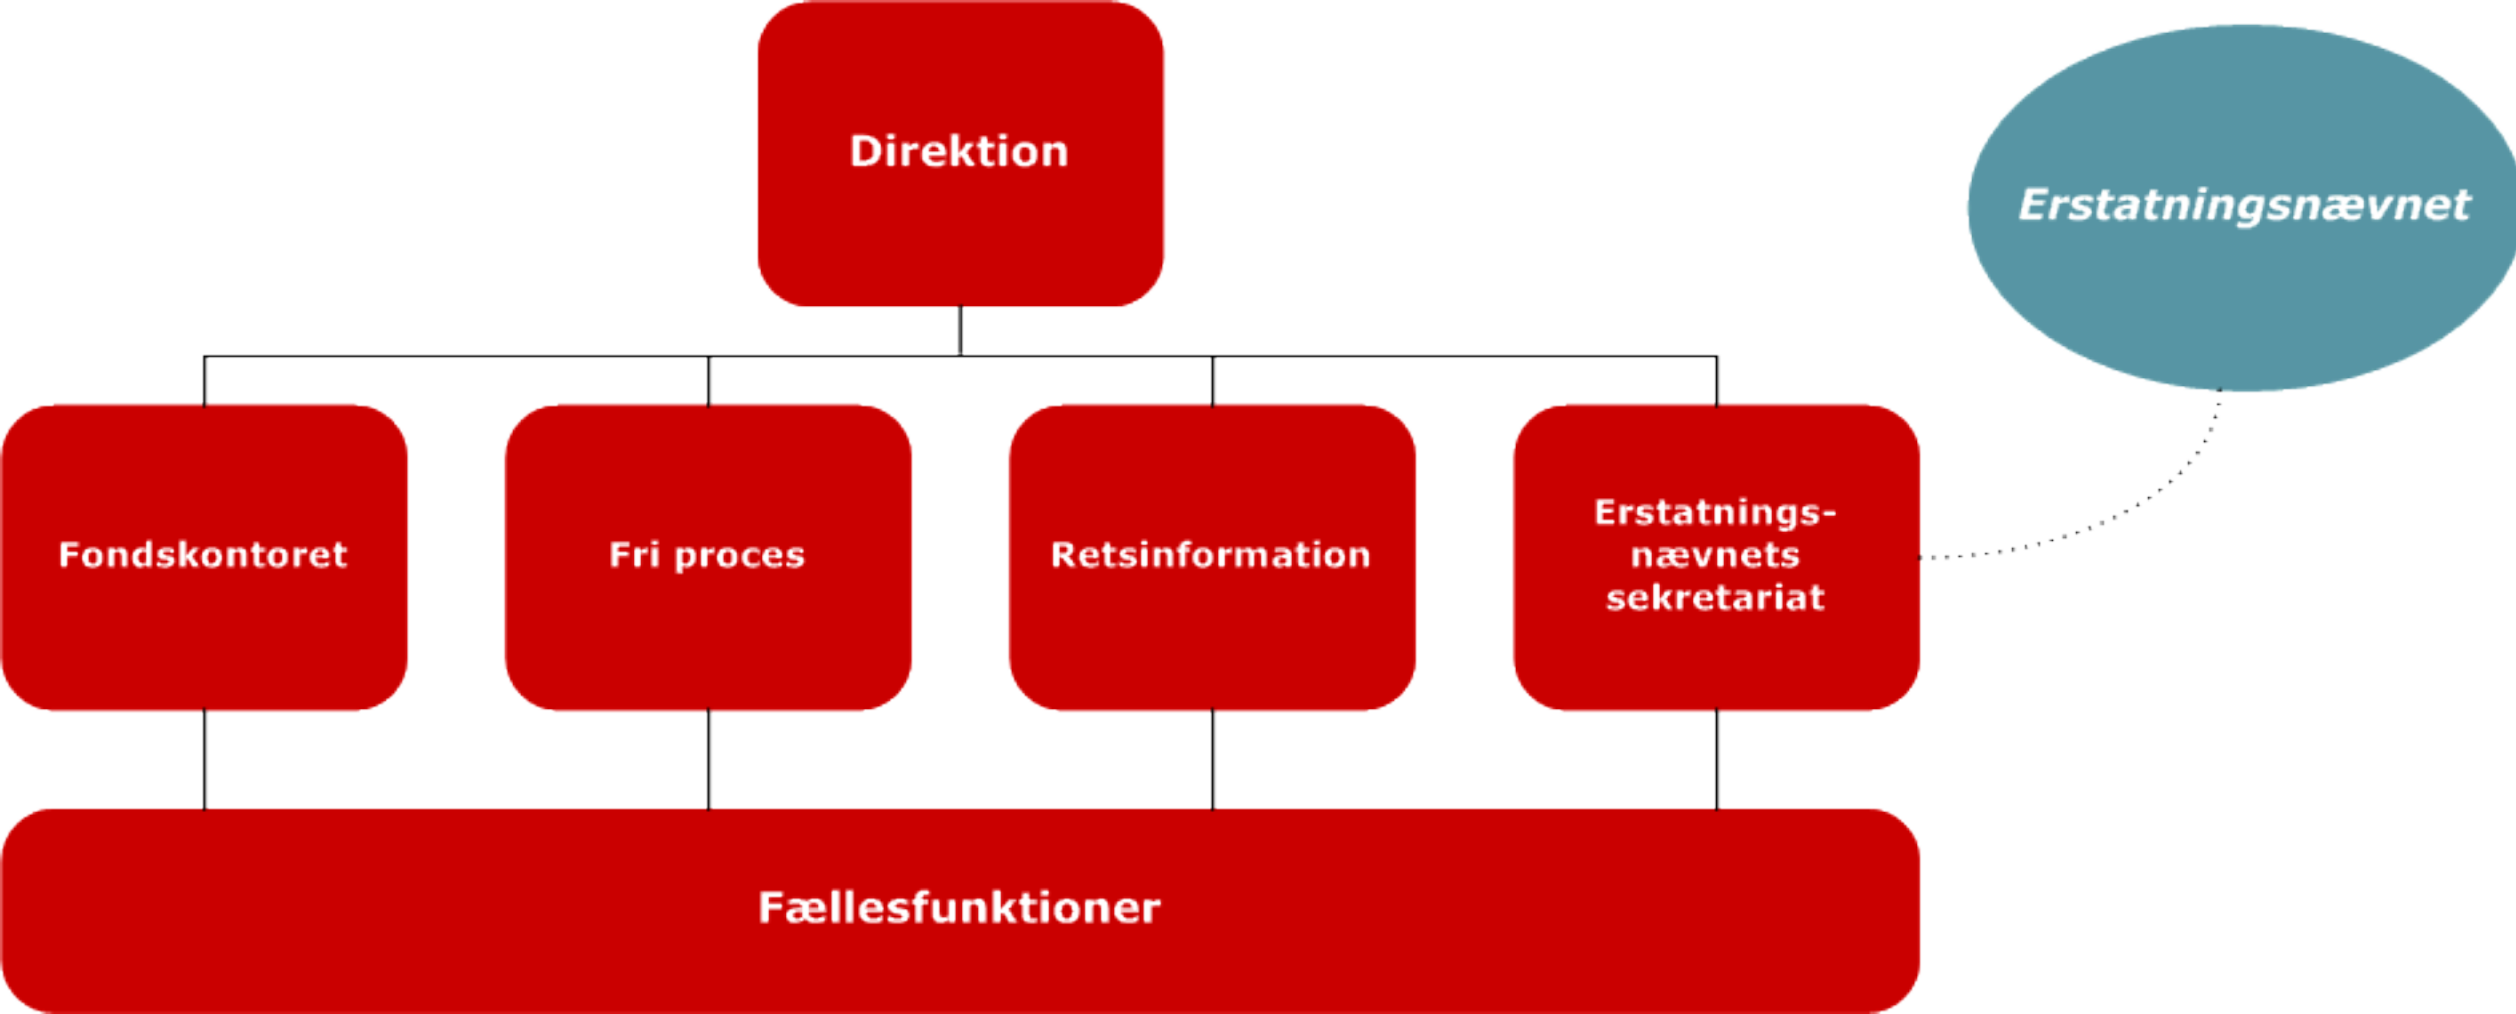 Direktion
Erstatningsnævnet
Fondskontoret
Fri proces
Retsinformation
Erstatnings-
nævnets
sekretariat
Fællesfunktioner